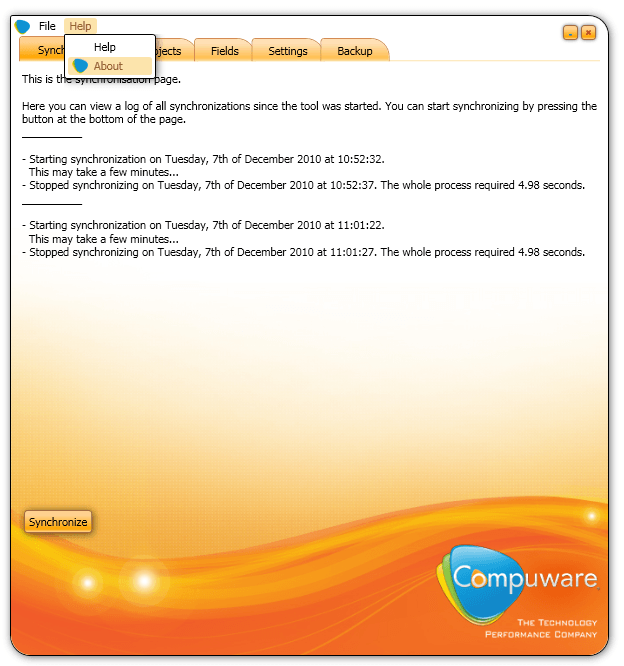 File Help
Help
About
Fields Settings Backup
This is the synchronisation page.
Here you can view a log of all synchronizations since the tool was started. You can start synchronizing by pressing the
button at the bottom of the page.
- Starting synchronization on Tuesday, 7th of December 2010 at 10:52:32.
This may take a few minutes...
- Stopped synchronizing on Tuesday, 7th of December 2010 at 10:52:37. The whole process required 4.98 seconds.
- Starting synchronization on Tuesday, 7th of December 2010 at 11:01:22.
This may take a few minutes...
- Stopped synchronizing on Tuesday, 7th of December 2010 at 11:01:27. The whole process required 4.98 seconds.
Synchronize
Compuware
The Technology
Performance Company